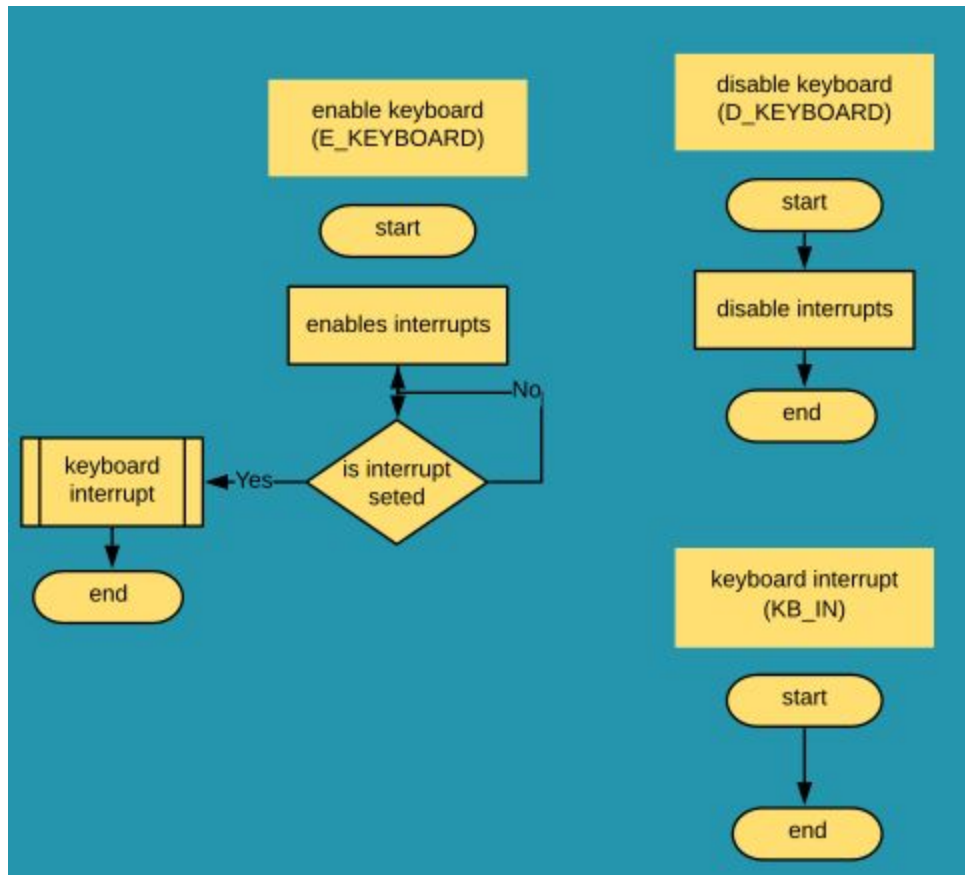 enable keyboard
(E_KEYBOARD)
start
enables interrupts
No
is interrupt
seted
Yes
keyboard
interrupt
end
disable keyboard
(D_KEYBOARD)
start
disable interrupts
end
keyboard interrupt
(KB_IN)
start
end